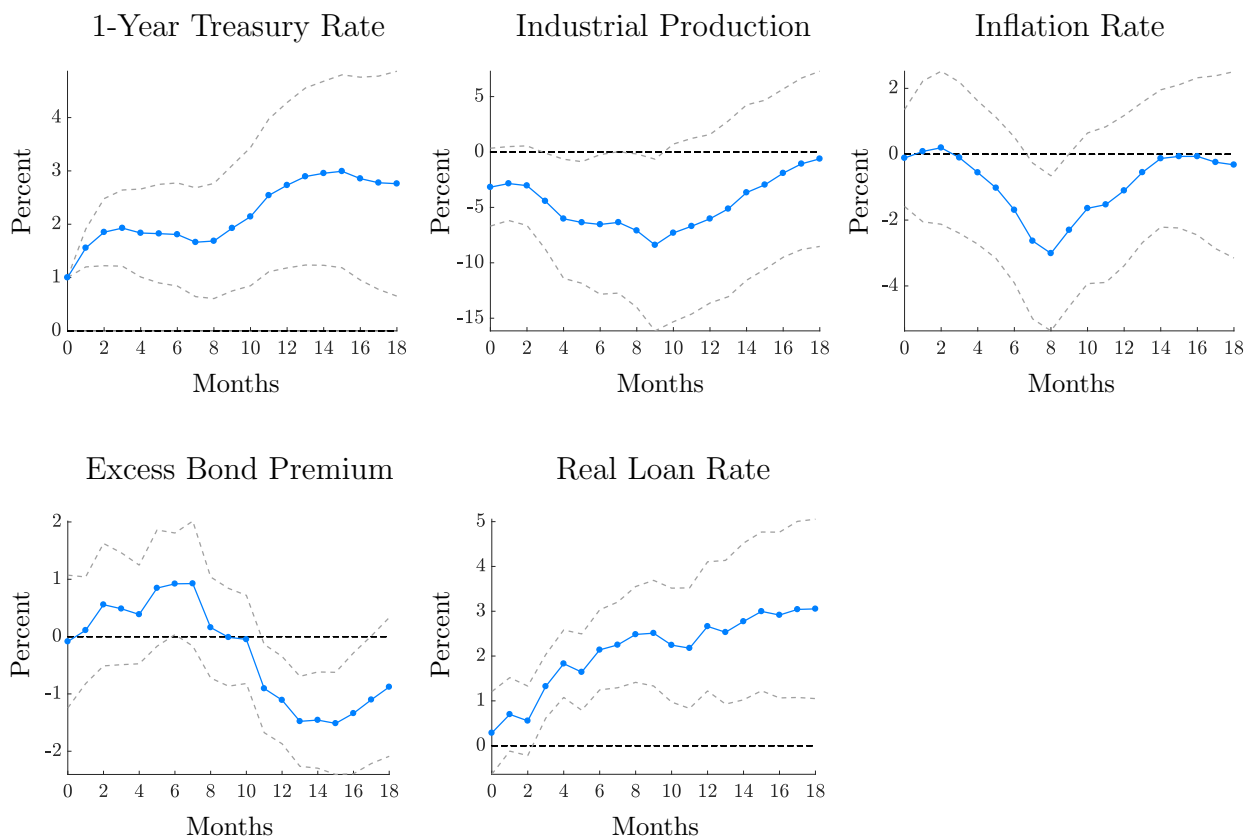 1-Year Treasury Rate
Percent
4
3
2
1
0
0 2 4 6 8 10 12 14 16 18
Months
Industrial Production
Percent
5
0
-5
-10
-15
0 2 4 6 8 10 12 14 16 18
Months
Inflation Rate
Percent
2
0
-2
-4
0 2 4 6 8 10 12 14 16 18
Months
Excess Bond Premium
Percent
2
1
0
-1
-2
0 2 4 6 8 10 12 14 16 18
Months
Real Loan Rate
Percent
5
4
3
2
1
0
0 2 4 6 8 10 12 14 16 18
Months